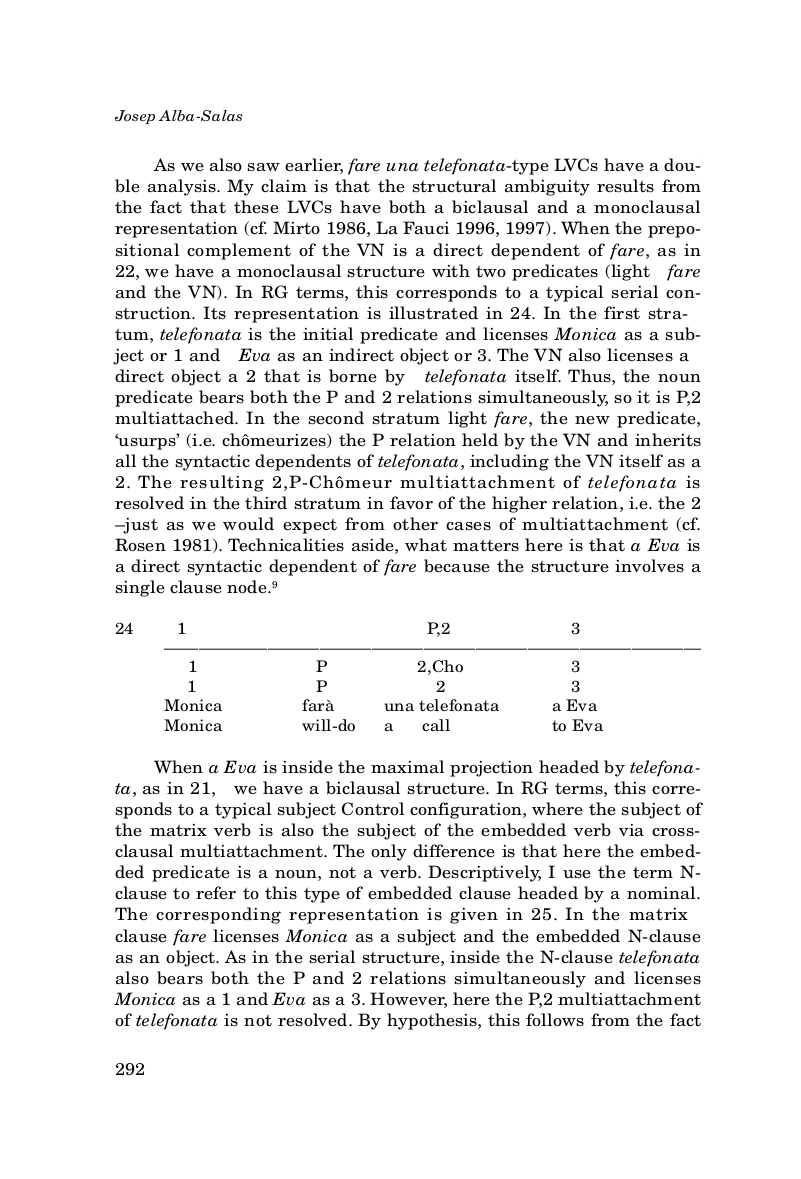 Josep Alba-Salas
As we also saw earlier, fare una telefonata-type LVCs have a dou-
ble analysis. My claim is that the structural ambiguity results from
the fact that these LVCs have both a biclausal and a monoclausal
representation (cf. Mirto 1986, La Fauci 1996, 1997). When the prepo-
sitional complement of the VN is a direct dependent of fare, as in
22, we have a monoclausal structure with two predicates (light fare
and the VN). In RG terms, this corresponds to a typical serial con-
struction. Its representation is illustrated in 24. In the first stra-
tum, telefonata is the initial predicate and licenses Monica as a sub-
ject or 1 and Eva as an indirect object or 3. The VN also licenses a
direct object a 2 that is borne by telefonata itself. Thus, the noun
predicate bears both the P and 2 relations simultaneously, so it is P,2
multiattached. In the second stratum light fare, the new predicate,
‘usurps’ (i.e. chômeurizes) the P relation held by the VN and inherits
all the syntactic dependents of telefonata, including the VN itself as a
2. The resulting 2,P-Chômeur multiattachment of telefonata is
resolved in the third stratum in favor of the higher relation, i.e. the 2
–just as we would expect from other cases of multiattachment (cf.
Rosen 1981). Technicalities aside, what matters here is that a Eva is
a direct syntactic dependent of fare because the structure involves a
single clause node.⁹
24 1 P,2 3
1 P 2,Cho 3
1 P 2 3
Monica farà una telefonata a Eva
Monica will-do a call to Eva
When a Eva is inside the maximal projection headed by telefona-
ta, as in 21, we have a biclausal structure. In RG terms, this corre-
sponds to a typical subject Control configuration, where the subject of
the matrix verb is also the subject of the embedded verb via cross-
clausal multiattachment. The only difference is that here the embed-
ded predicate is a noun, not a verb. Descriptively, I use the term N-
clause to refer to this type of embedded clause headed by a nominal.
The corresponding representation is given in 25. In the matrix
clause fare licenses Monica as a subject and the embedded N-clause
as an object. As in the serial structure, inside the N-clause telefonata
also bears both the P and 2 relations simultaneously and licenses
Monica as a 1 and Eva as a 3. However, here the P,2 multiattachment
of telefonata is not resolved. By hypothesis, this follows from the fact
292